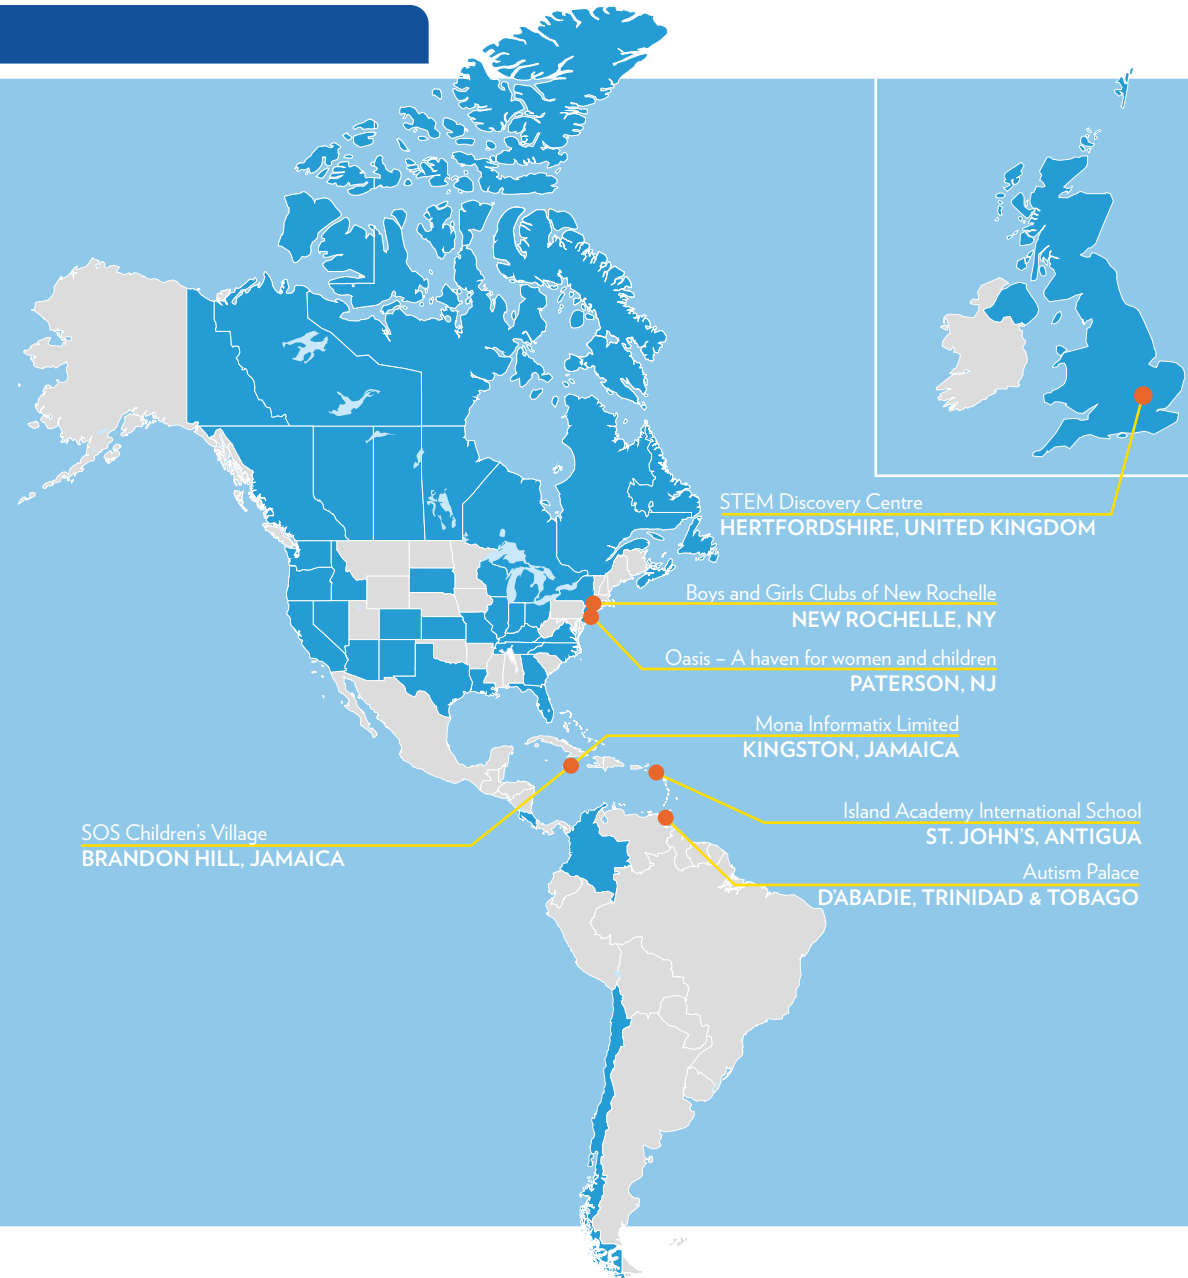 STEM Discovery Centre
HERTFORDSHIRE, UNITED KINGDOM
Boys and Girls Clubs of New Rochelle
NEW ROCHELLE, NY
Oasis – A haven for women and children
PATERSON, NJ
Mona Informatix Limited
KINGSTON, JAMAICA
Island Academy International School
ST. JOHN'S, ANTIGUA
SOS Children's Village
BRANDON HILL, JAMAICA
Autism Palace
D'ABADIE, TRINIDAD & TOBAGO